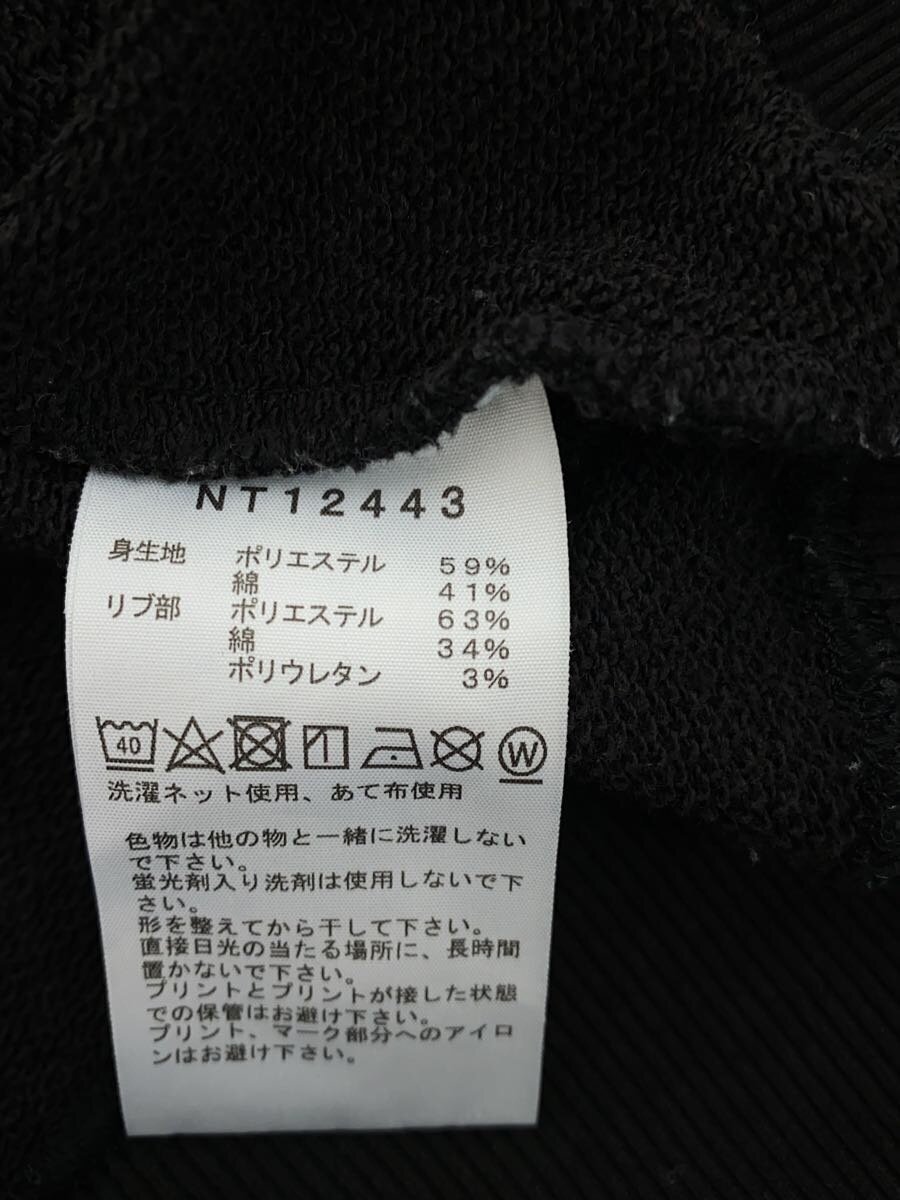 NT12443
身生地 ポリエステル 59%
綿 41%
リブ部 ポリエステル 63%
綿 34%
ポリウレタン 3%
40 W
洗濯ネット使用、あて布使用
色物は他の物と一緒に洗濯しない
で下さい。
蛍光剤入り洗剤は使用しないで下
さい。
形を整えてから干して下さい。
直接日光の当たる場所に、長時間
置かないで下さい。
プリントとプリントが接した状態
での保管はお避け下さい。
プリント、マーク部分へのアイロ
ンはお避け下さい。